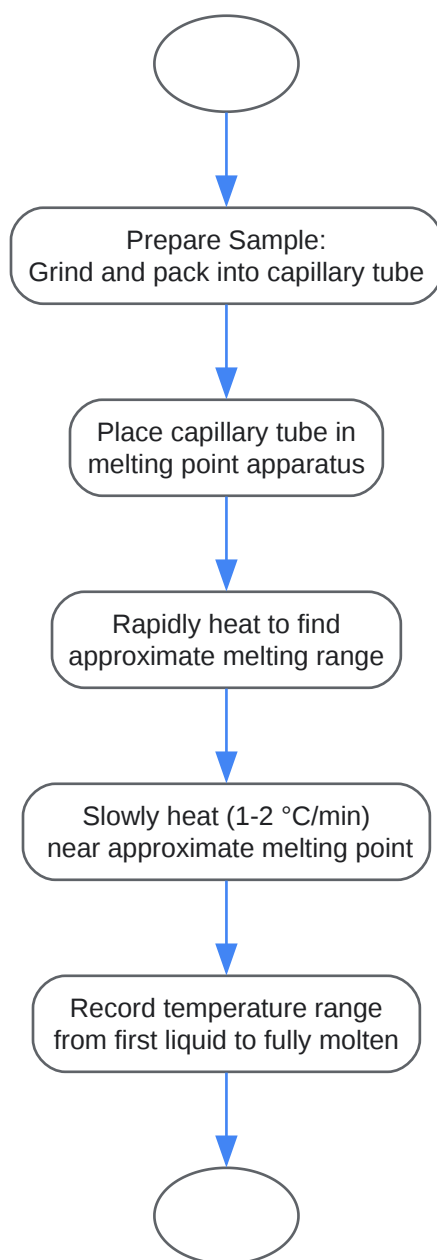 Prepare Sample:
Grind and pack into capillary tube
Place capillary tube in
melting point apparatus
Rapidly heat to find
approximate melting range
Slowly heat (1-2 °C/min)
near approximate melting point
Record temperature range
from first liquid to fully molten